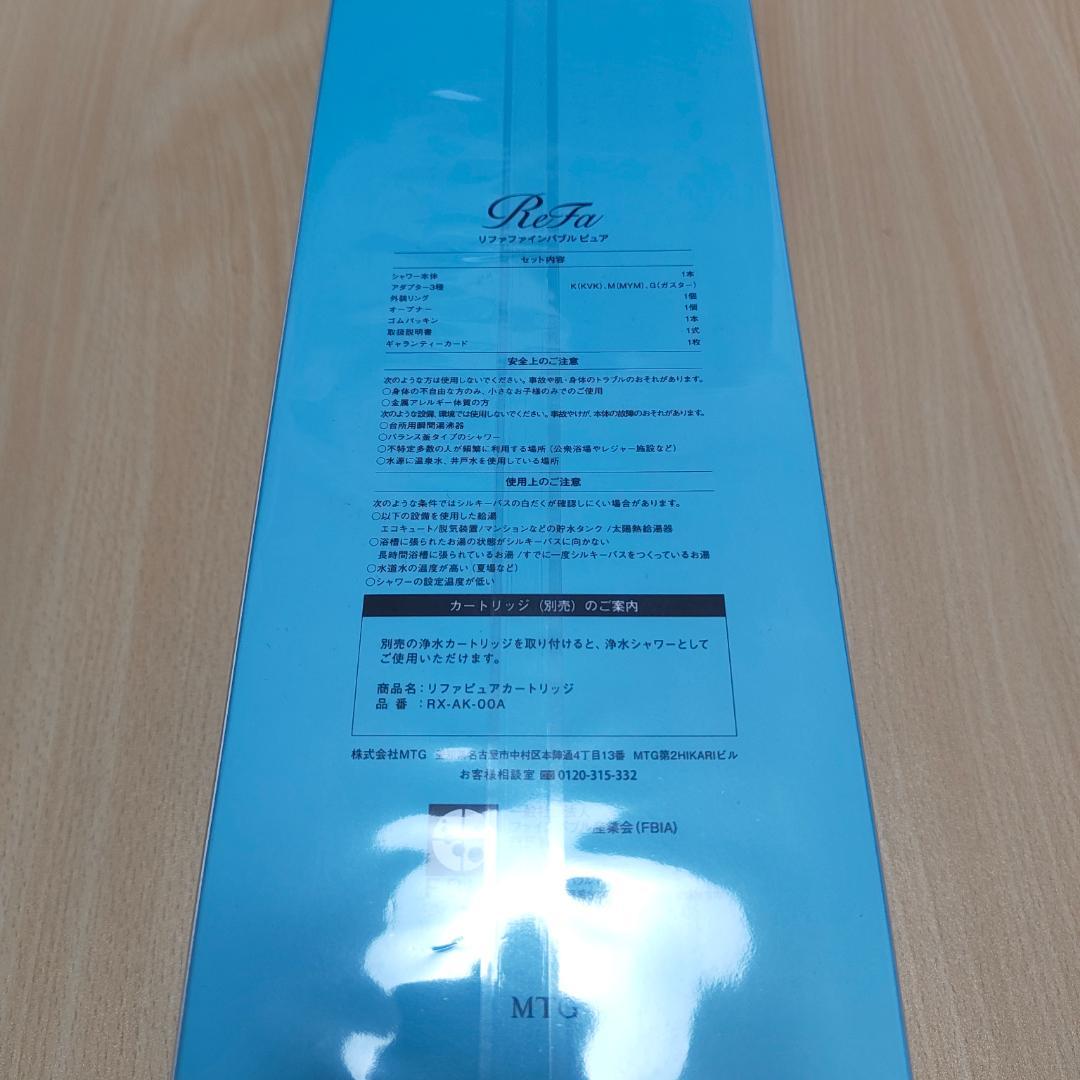 ReFa
リファファインバブル ピュア
セット内容
シャワー本体 1本
アダプター3種 K(KVK)、M(MYM)、G(ガスター)
外装リング 1個
オープナー 1個
ゴムパッキン 1本
取扱説明書 1式
ギャランティーカード 1枚
安全上のご注意
次のような方は使用しないでください。事故や肌・身体のトラブルのおそれがあります。
○身体の不自由な方のみ、小さなお子様のみでのご使用
○金属アレルギー体質の方
次のような設備、環境では使用しないでください。事故やけが、本体の故障のおそれがあります。
○台所用瞬間湯沸器
○バランス釜タイプのシャワー
○不特定多数の人が頻繁に利用する場所(公衆浴場やレジャー施設など)
○水源に温泉水、井戸水を使用している場所
使用上のご注意
次のような条件ではシルキーバスの白だくが確認しにくい場合があります。
○以下の設備を使用した給湯
エコキュート/脱気装置/マンションなどの貯水タンク/太陽熱給湯器
○浴槽に張られたお湯の状態がシルキーバスに向かない
長時間浴槽に張られているお湯/すでに一度シルキーバスをつくっているお湯
○水道水の温度が高い(夏場など)
○シャワーの設定温度が低い
カートリッジ(別売)のご案内
別売の浄水カートリッジを取り付けると、浄水シャワーとして
ご使用いただけます。
商品名:リファピュアカートリッジ
品番:RX-AK-00A
株式会社MTG 名古屋市中村区本陣通4丁目13番 MTG第2HIKARIビル
お客様相談室 0120-315-332
産業会(FBIA)
MTG